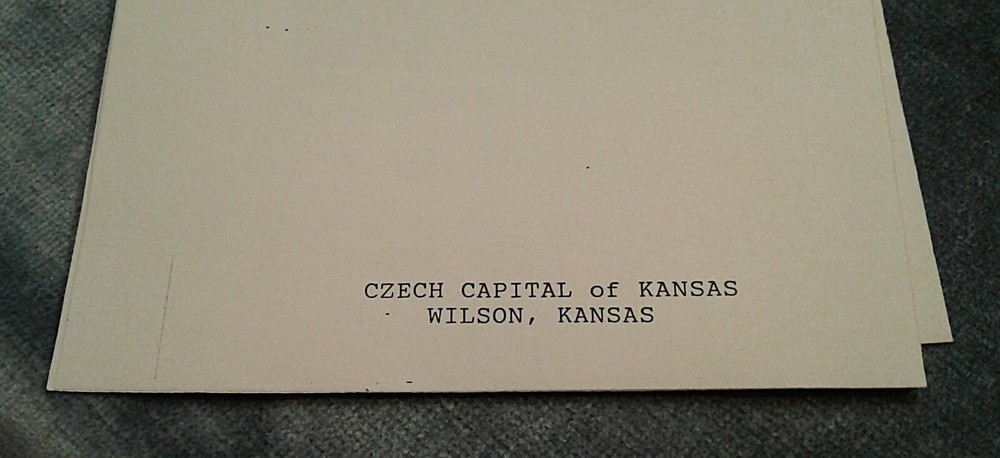 CZECH CAPITAL of KANSAS
WILSON, KANSAS